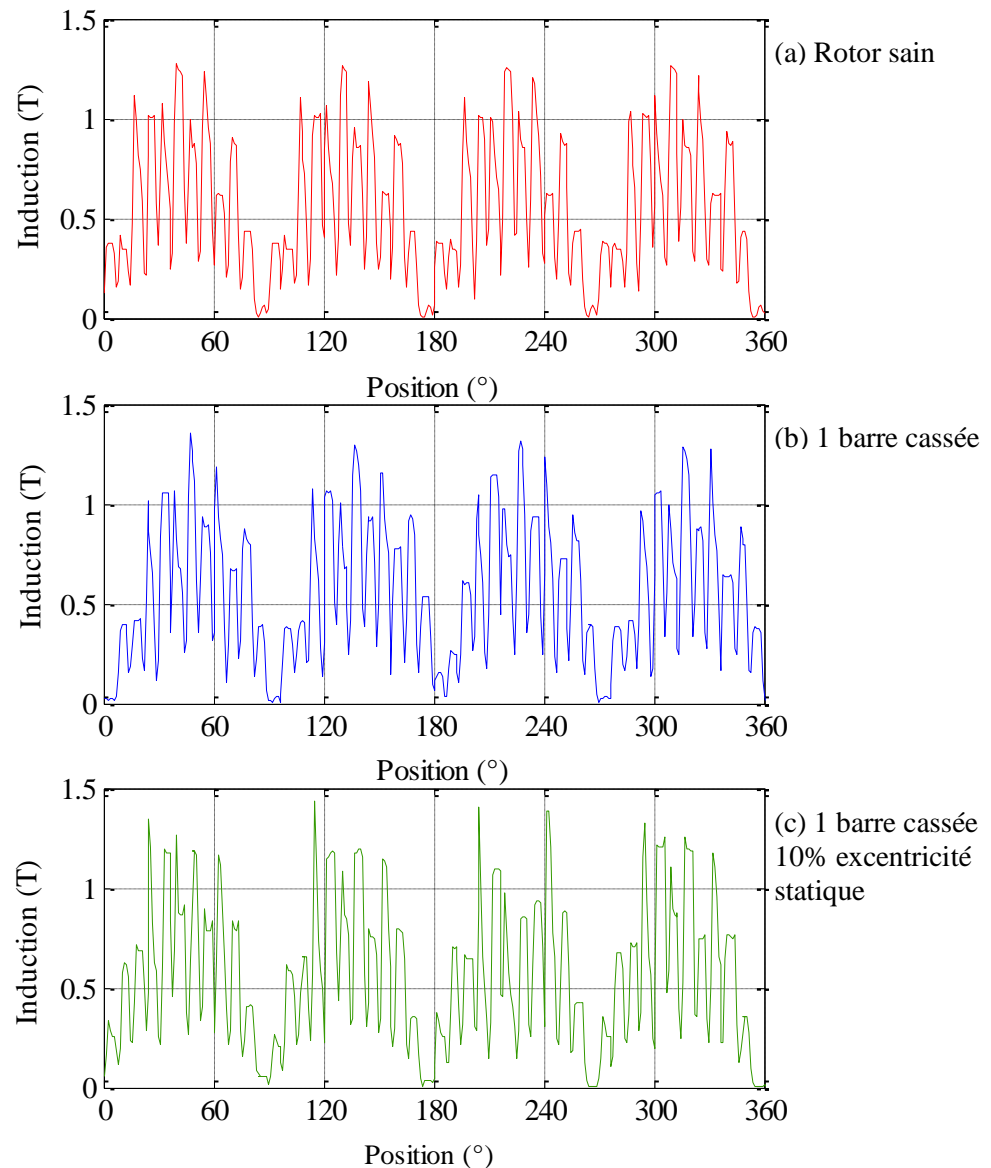 1.5
1
0.5
0
Induction (T)
0 60 120 180 240 300 360
Position (°)
(a) Rotor sain
1.5
1
0.5
0
Induction (T)
0 60 120 180 240 300 360
Position (°)
(b) 1 barre cassée
1.5
1
0.5
0
Induction (T)
0 60 120 180 240 300 360
Position (°)
(c) 1 barre cassée
10% excentricité
statique